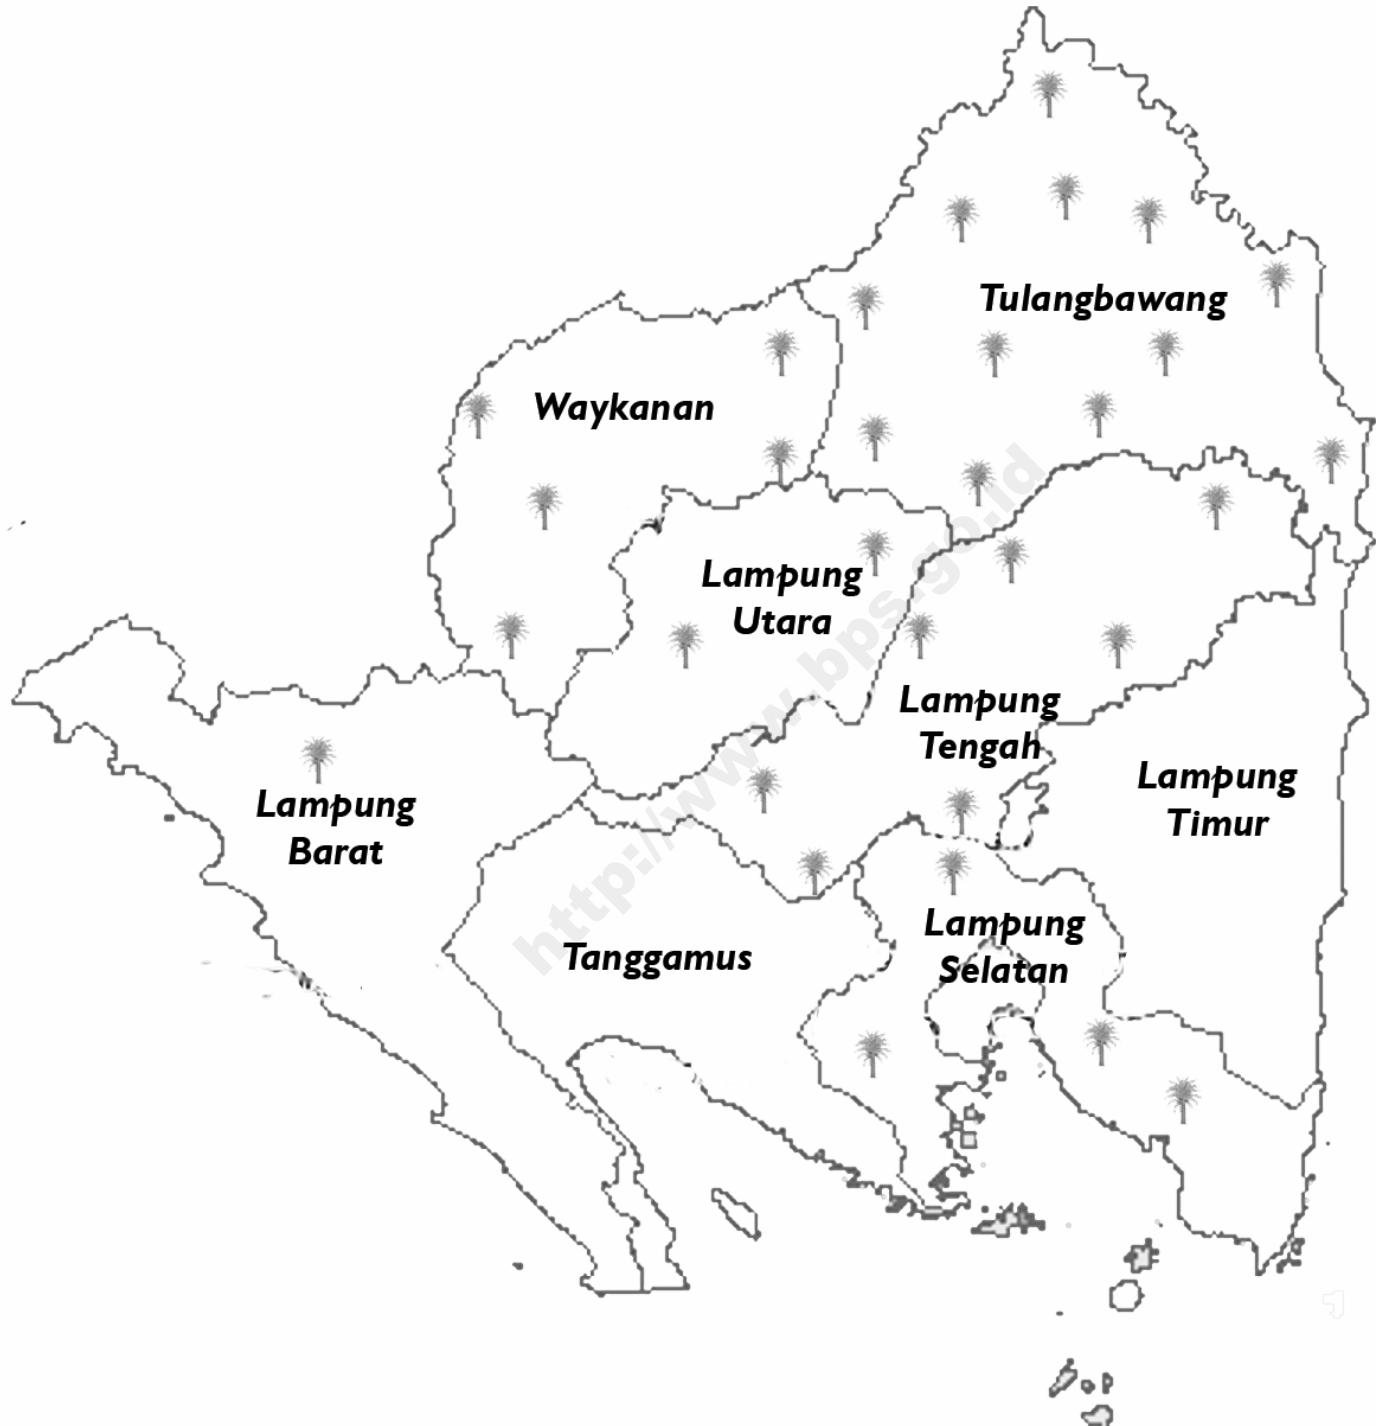 Tulangbawang
Waykanan
Lampung
Utara
Lampung
Tengah
Lampung
Timur
Lampung
Barat
Lampung
Selatan
Tanggamus
http://www.bps.go.id